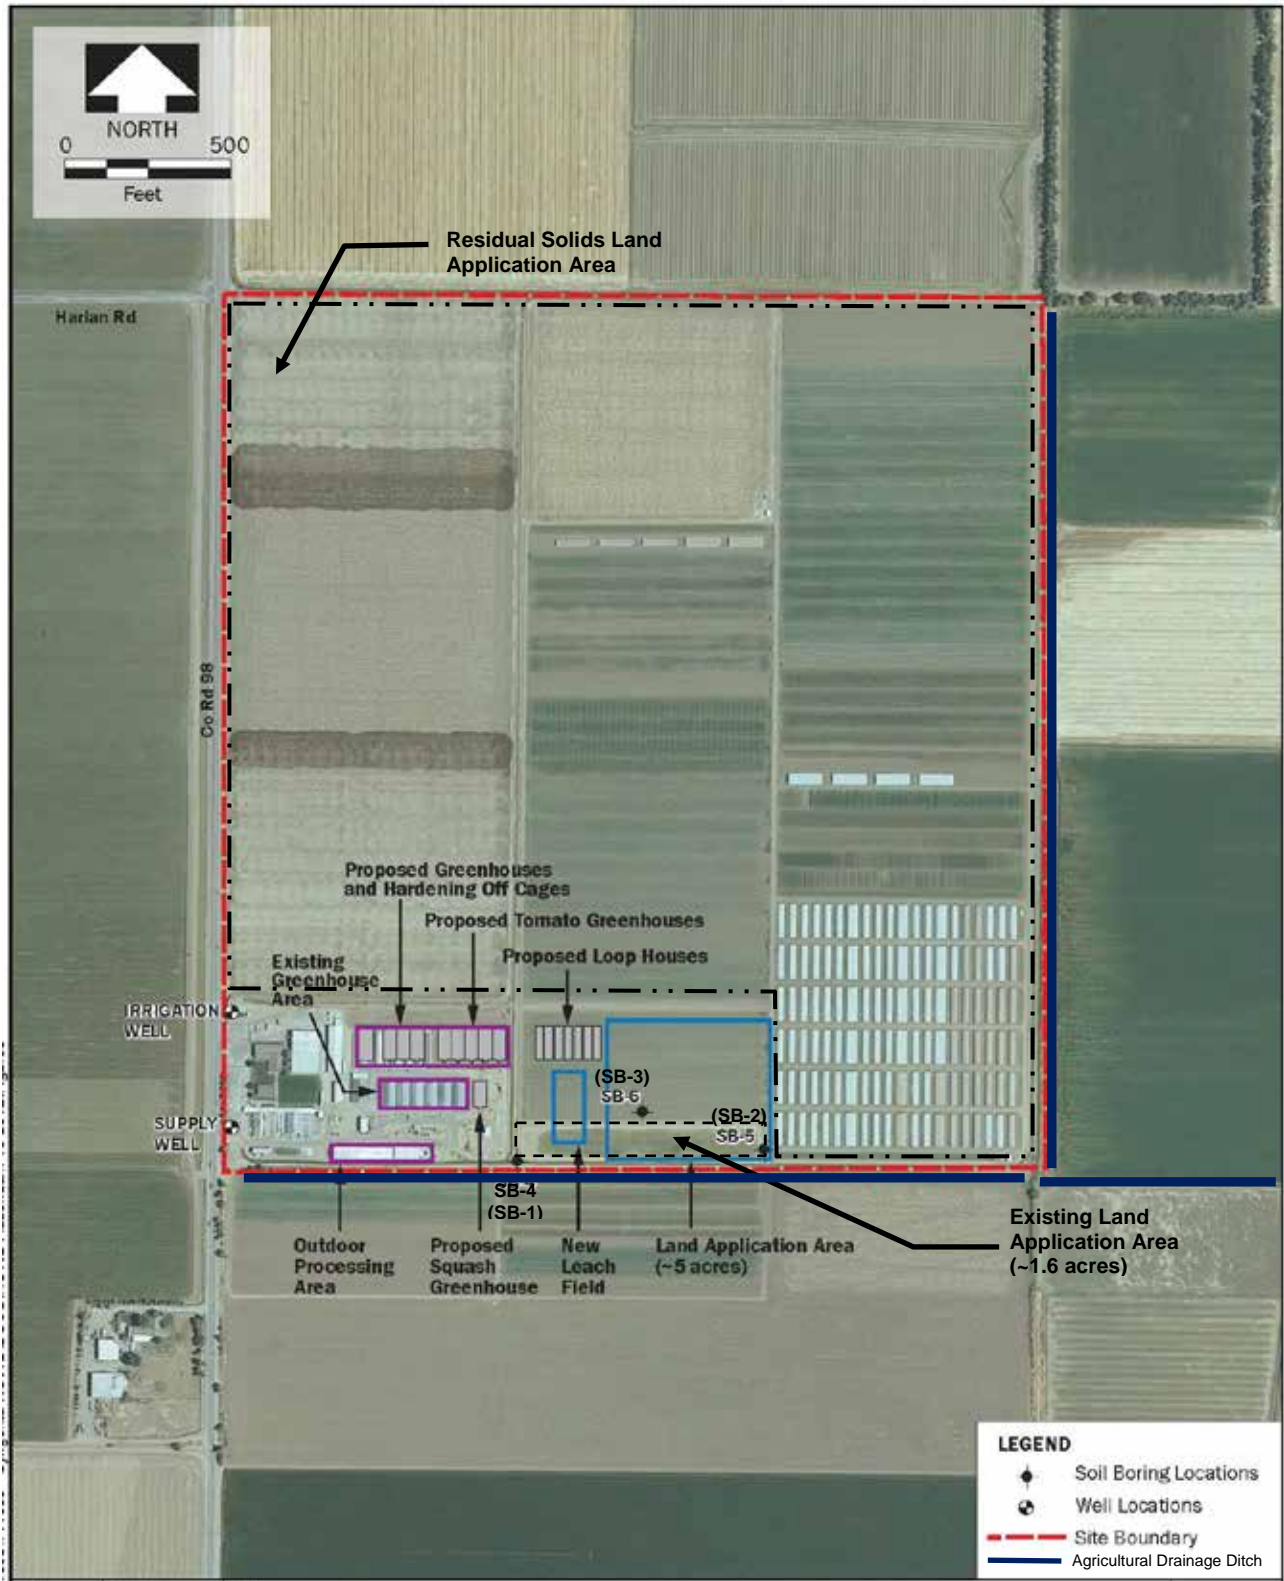 NORTH
0 500
Feet
Residual Solids Land
Application Area
Harlan Rd
Co Rd 98
Proposed Greenhouses
and Hardening Off Cages
Proposed Tomato Greenhouses
Proposed Loop Houses
Existing
Greenhouse
Area
IRRIGATION
WELL
(SB-3)
SB-6
(SB-2)
SB-5
SUPPLY
WELL
SB-4
(SB-1)
Outdoor
Processing
Area
Proposed
Squash
Greenhouse
New
Leach
Field
Land Application Area
(~5 acres)
Existing Land
Application Area
(~1.6 acres)
LEGEND
Soil Boring Locations
Well Locations
Site Boundary
Agricultural Drainage Ditch